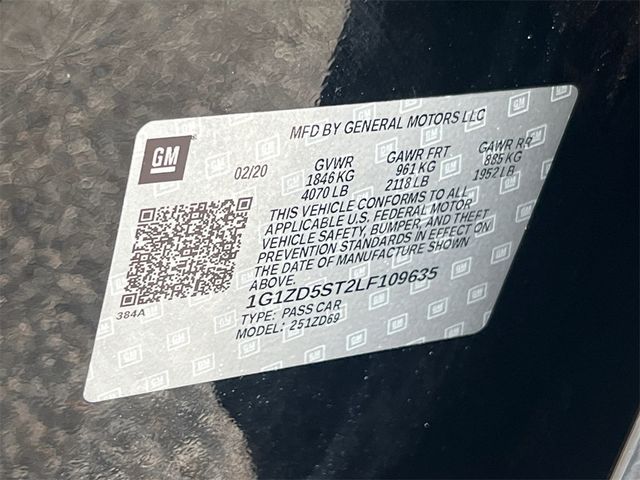 MFD BY GENERAL MOTORS LLC
GM
02/20
GVWR
1846 KG
4070 LB
GAWR FRT
961 KG
2118 LB
GAWR RR
885 KG
1952 LB
THIS VEHICLE CONFORMS TO ALL
APPLICABLE U.S. FEDERAL MOTOR
VEHICLE SAFETY, BUMPER, AND THEFT
PREVENTION STANDARDS IN EFFECT ON
THE DATE OF MANUFACTURE SHOWN
ABOVE.
384A
1G1ZD5ST2LF109635
TYPE: PASS CAR
MODEL: 251ZD69